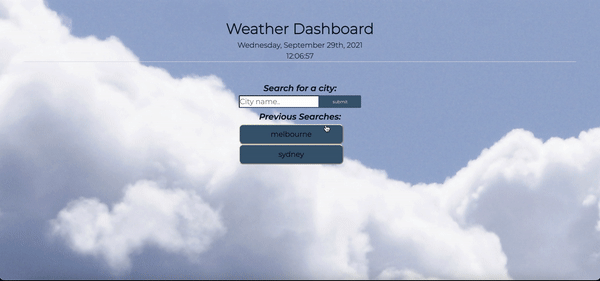 Weather Dashboard
Wednesday, September 29th, 2021
12:06:57
Search for a city:
City name..
submit
Previous Searches:
melbourne
sydney